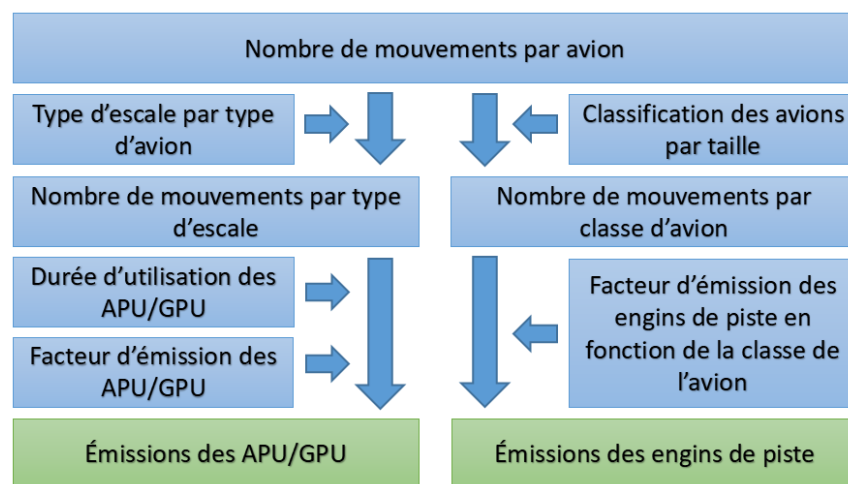 Nombre de mouvements par avion
Type d'escale par type
d'avion
Classification des avions
par taille
Nombre de mouvements par type
d'escale
Nombre de mouvements par
classe d'avion
Durée d'utilisation des
APU/GPU
Facteur d'émission des
engins de piste en
fonction de la classe de
l'avion
Facteur d'émission des
APU/GPU
Émissions des APU/GPU
Émissions des engins de piste